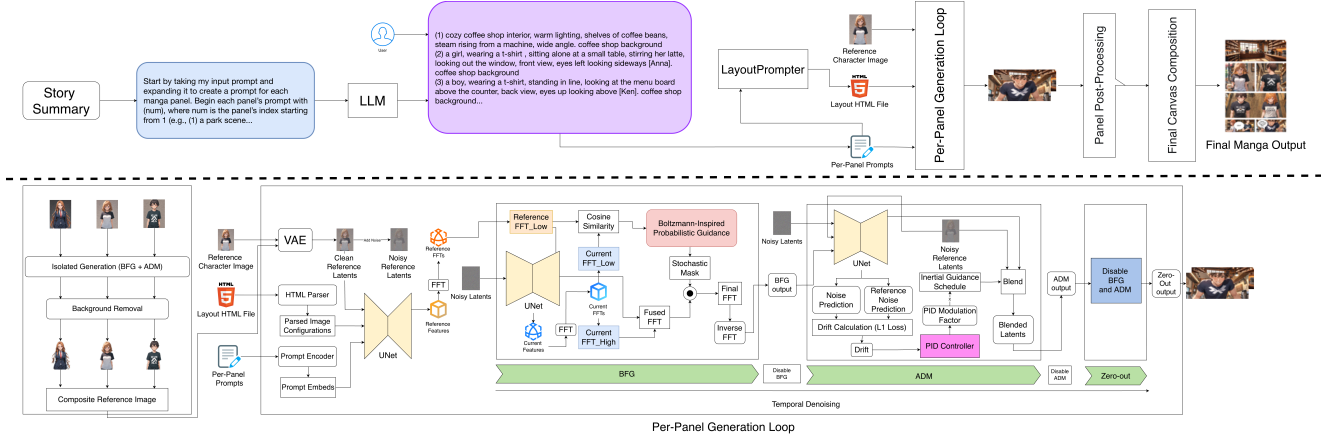 Story
Summary
Start by taking my input prompt and
expanding it to create a prompt for each
manga panel. Begin each panel's prompt with
(num), where num is the panel's index starting
from 1 (e.g., (1) a park scene...
LLM
User
(1) cozy coffee shop interior, warm lighting, shelves of coffee beans,
steam rising from a machine, wide angle. coffee shop background
(2) a girl, wearing a t-shirt , sitting alone at a small table, stirring her latte,
looking out the window, front view, eyes left looking sideways [Anna].
coffee shop background
(3) a boy, wearing a t-shirt, standing in line, looking at the menu board
above the counter, back view, eyes up looking above [Ken]. coffee shop
background...
LayoutPrompter
Reference
Character Image
Layout HTML File
Per-Panel Prompts
Per-Panel Generation Loop
Panel Post-Processing
Final Canvas Composition
Final Manga Output
Isolated Generation (BFG + ADM)
Background Removal
Composite Reference Image
Reference
Character Image
Layout HTML File
Per-Panel
Prompts
VAE
Clean
Reference
Latents
Add Noise
Noisy
Reference
Latents
HTML Parser
Parsed Image
Configurations
Prompt Encoder
Prompt Embeds
UNet
Reference
FFTs
FFT
Reference
Features
Noisy Latents
Reference
FFT_Low
UNet
Current
Features
FFT
Cosine
Similarity
Current
FFT_Low
Current
FFTs
Current
FFT_High
Boltzmann-Inspired
Probabilistic Guidance
Stochastic
Mask
Fused
FFT
Final
FFT
Inverse
FFT
BFG
output
Noisy Latents
UNet
Noise
Prediction
Reference
Noise
Prediction
Drift Calculation (L1 Loss)
Drift
PID Controller
PID Modulation
Factor
Inertial Guidance
Schedule
Noisy
Reference
Latents
Blend
Blended
Latents
ADM
output
Disable
BFG
and ADM
Zero-
Out
output
BFG
Disable
BFG
ADM
Disable
ADM
Zero-out
Temporal Denoising
Per-Panel Generation Loop